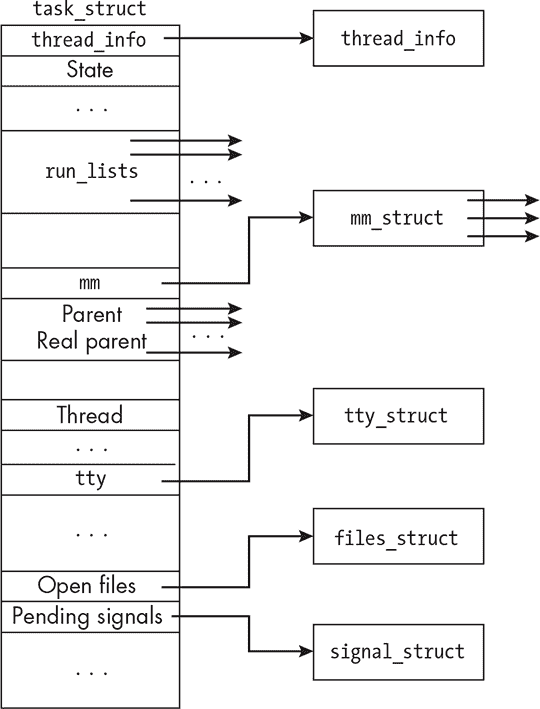 task_struct
thread_info
thread_info
State
. . .
run_lists
. . .
mm_struct
mm
Parent
. . .
Real parent
Thread
tty_struct
. . .
tty
. . .
files_struct
Open files
Pending signals
signal_struct
. . .